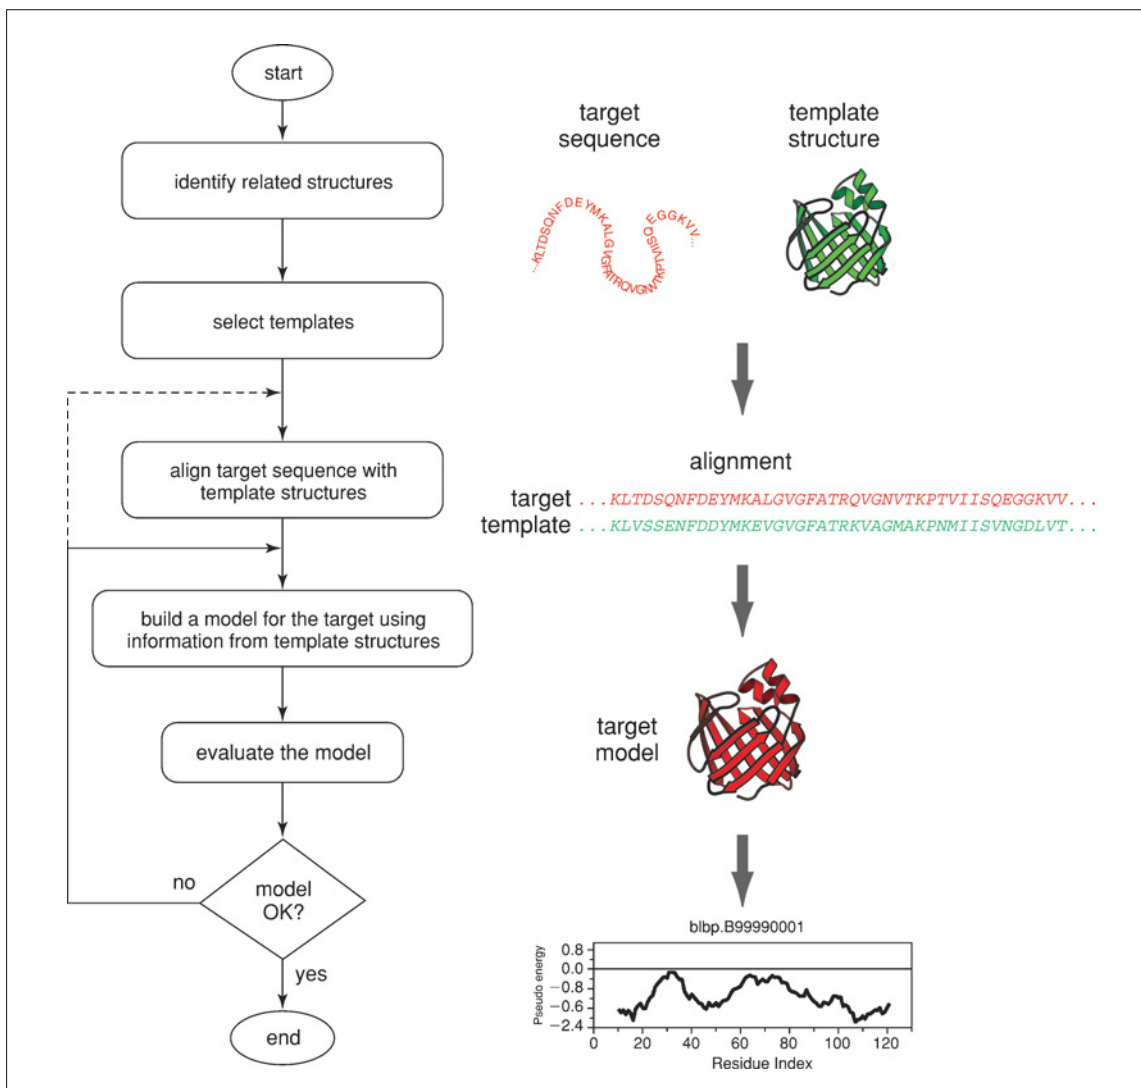 start
identify related structures
select templates
align target sequence with
template structures
build a model for the target using
information from template structures
evaluate the model
no
model
OK?
yes
end
target
sequence
template
structure
...KLTDSQNFDEYMKALGVGFATRQVGNVTKPTVIISQEGGKVV...
alignment
target ...KLTDSQNFDEYMKALGVGFATRQVGNVTKPTVIISQEGGKVV...
template ...KLVSSENFDDYMKEVGVGFATRKVAGMAKPNMIISVNGDLVT...
target
model
blbp.B99990001
Pseudo energy
0.8
0.0
−0.8
−1.6
−2.4
0 20 40 60 80 100 120
Residue Index